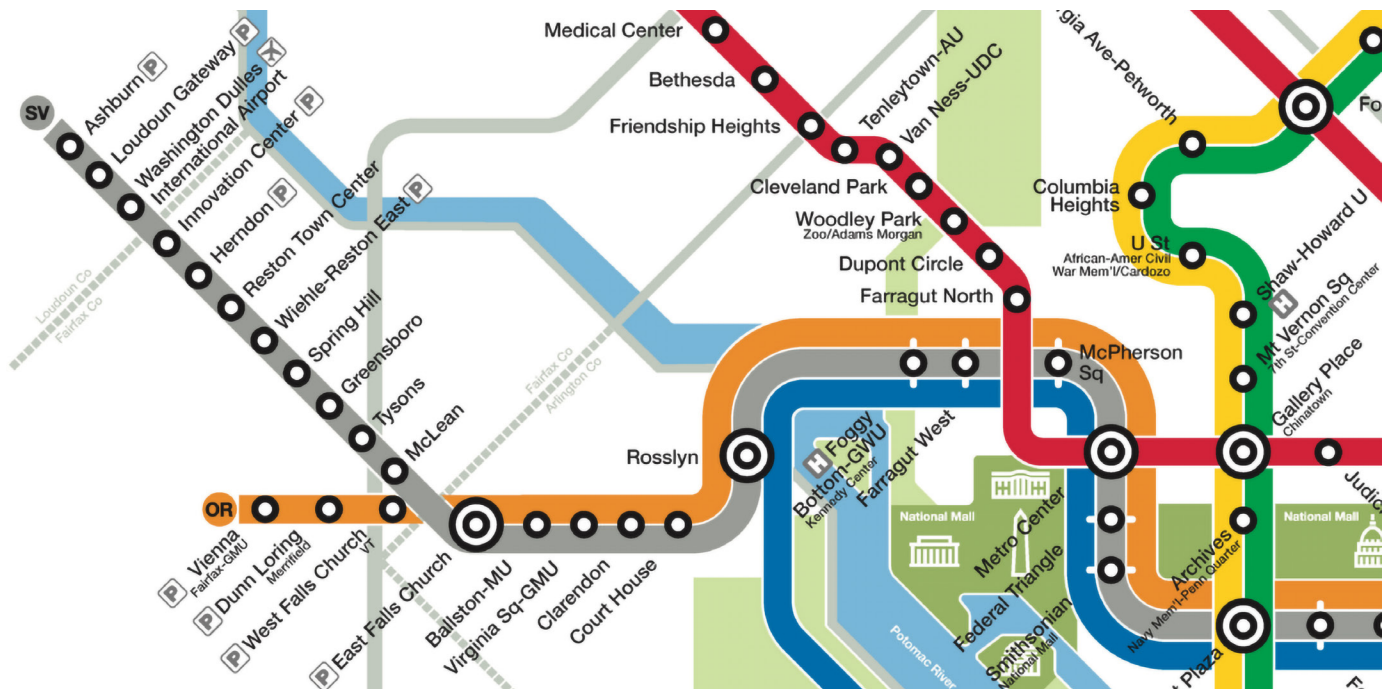 Medical Center
Bethesda
Friendship Heights
Tenleytown-AU
Van Ness-UDC
Cleveland Park
Woodley Park
Zoo/Adams Morgan
Dupont Circle
Farragut North
gia Ave-Petworth
Columbia
Heights
U St
African-Amer Civil
War Mem'l/Cardozo
Shaw-Howard U
H
Mt Vernon Sq
7th St-Convention Center
Gallery Place
Chinatown
Fo
SV
Ashburn P
Loudoun Gateway P
Washington Dulles
International Airport
Innovation Center P
Herndon P
Reston Town Center
Wiehle-Reston East P
Spring Hill
Greensboro
Tysons
McLean
Loudoun Co
Fairfax Co
Fairfax Co
Arlington Co
OR
P Vienna
Fairfax-GMU
P Dunn Loring
Merrifield
P West Falls Church
VT
P East Falls Church
Ballston-MU
Virginia Sq-GMU
Clarendon
Court House
Rosslyn
H Foggy
Bottom-GWU
Kennedy Center
Farragut West
McPherson
Sq
Metro Center
Federal Triangle
Smithsonian
National Mall
National Mall
National Mall
Potomac River
Archives
Navy Mem'l-Penn Quarter
t Plaza
Judic